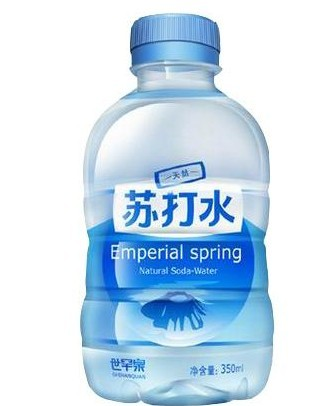 天然
苏打水
Emperial spring
Natural Soda-Water
世罕泉
SHIHANQUAN
净含量: 350ml